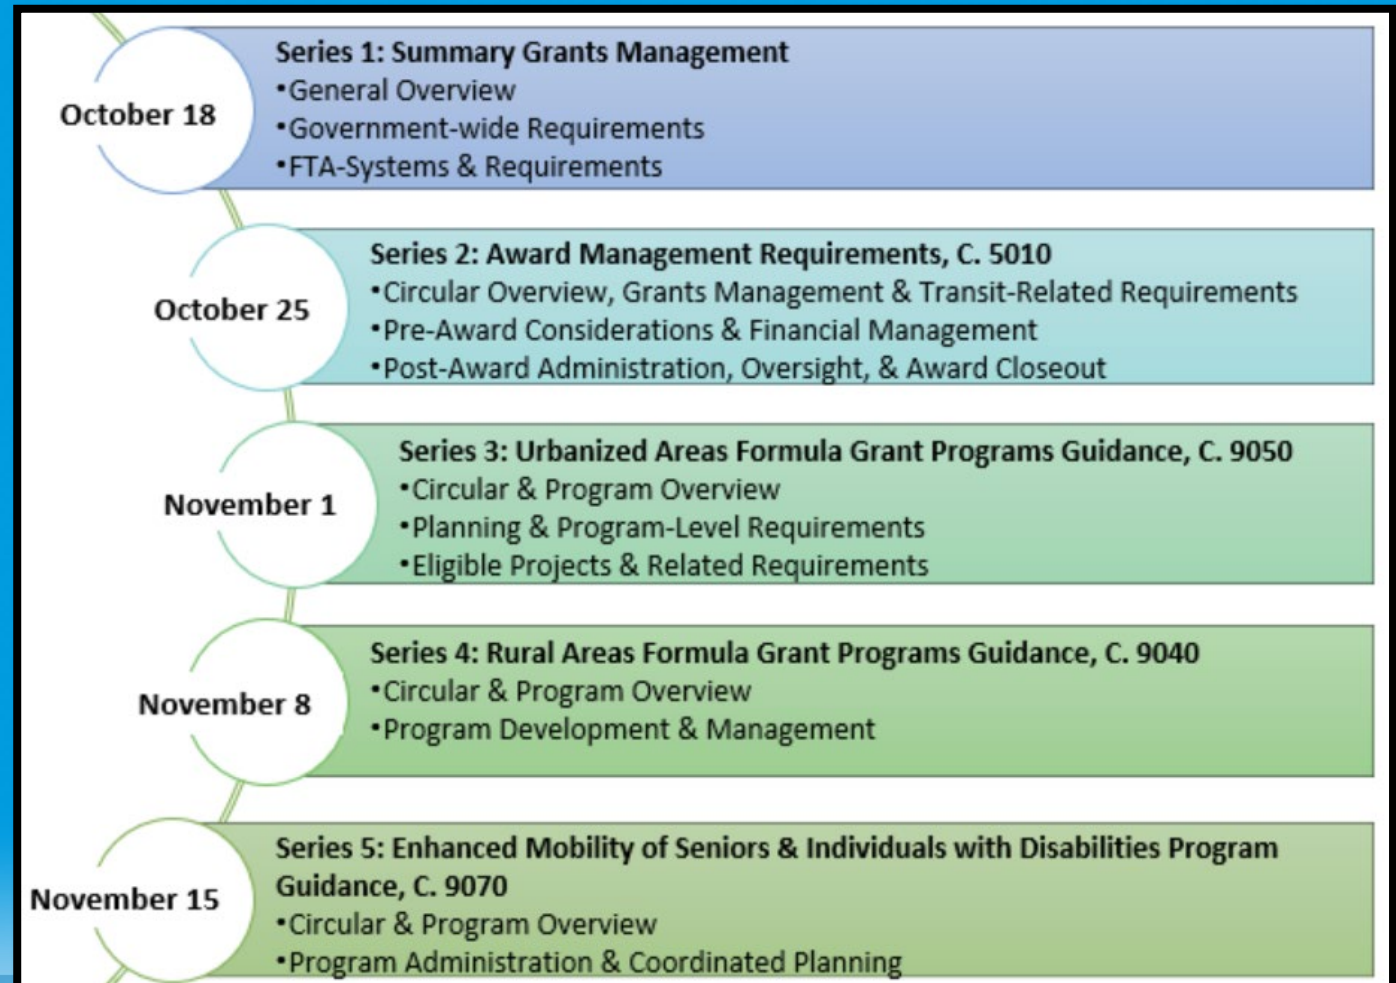 October 18
Series 1: Summary Grants Management
•General Overview
•Government-wide Requirements
•FTA-Systems & Requirements
October 25
Series 2: Award Management Requirements, C. 5010
•Circular Overview, Grants Management & Transit-Related Requirements
•Pre-Award Considerations & Financial Management
•Post-Award Administration, Oversight, & Award Closeout
November 1
Series 3: Urbanized Areas Formula Grant Programs Guidance, C. 9050
•Circular & Program Overview
•Planning & Program-Level Requirements
•Eligible Projects & Related Requirements
November 8
Series 4: Rural Areas Formula Grant Programs Guidance, C. 9040
•Circular & Program Overview
•Program Development & Management
November 15
Series 5: Enhanced Mobility of Seniors & Individuals with Disabilities Program
Guidance, C. 9070
•Circular & Program Overview
•Program Administration & Coordinated Planning